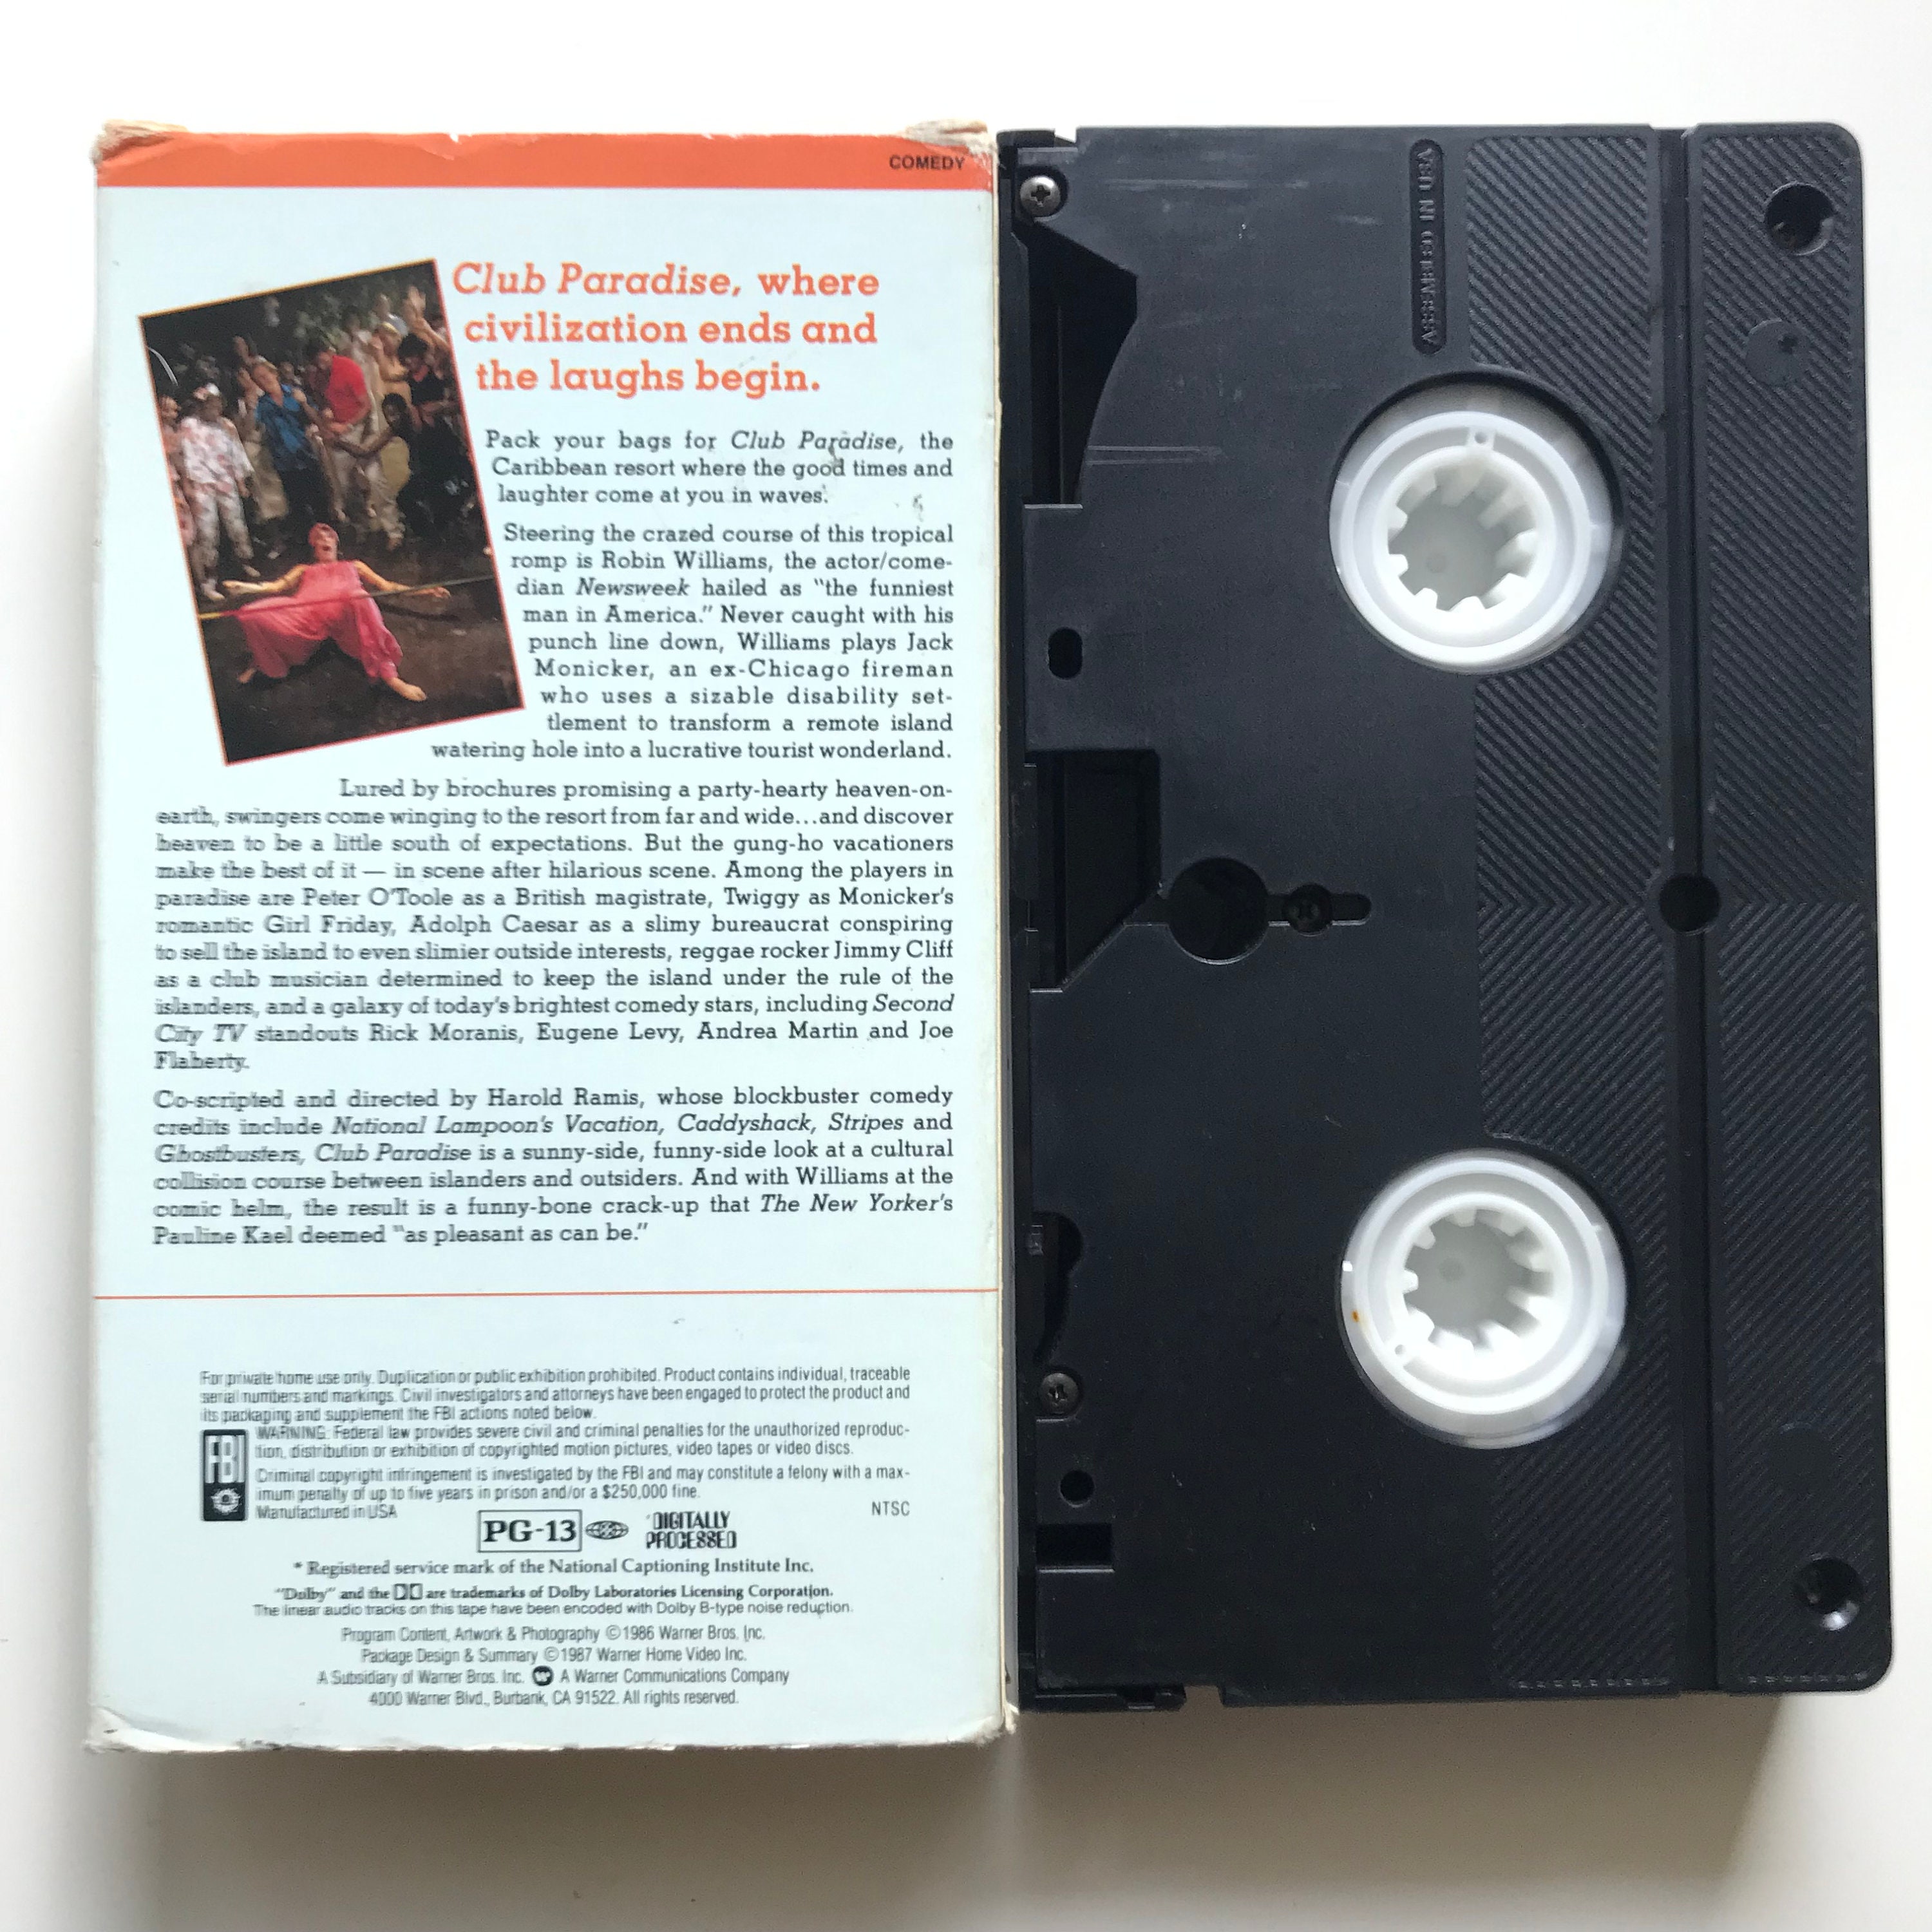 COMEDY
Club Paradise, where
civilization ends and
the laughs begin.
Pack your bags for Club Paradise, the
Caribbean resort where the good times and
laughter come at you in waves.
Steering the crazed course of this tropical
romp is Robin Williams, the actor/come-
dian Newsweek hailed as "the funniest
man in America." Never caught with his
punch line down, Williams plays Jack
Monicker, an ex-Chicago fireman
who uses a sizable disability set-
tlement to transform a remote island
watering hole into a lucrative tourist wonderland.
Lured by brochures promising a party-hearty heaven-on-
earth, swingers come winging to the resort from far and wide...and discover
heaven to be a little south of expectations. But the gung-ho vacationers
make the best of it — in scene after hilarious scene. Among the players in
paradise are Peter O'Toole as a British magistrate, Twiggy as Monicker's
romantic Girl Friday, Adolph Caesar as a slimy bureaucrat conspiring
to sell the island to even slimier outside interests, reggae rocker Jimmy Cliff
as a club musician determined to keep the island under the rule of the
islanders, and a galaxy of today's brightest comedy stars, including Second
City TV standouts Rick Moranis, Eugene Levy, Andrea Martin and Joe
Flaherty.
Co-scripted and directed by Harold Ramis, whose blockbuster comedy
credits include National Lampoon's Vacation, Caddyshack, Stripes and
Ghostbusters, Club Paradise is a sunny-side, funny-side look at a cultural
collision course between islanders and outsiders. And with Williams at the
comic helm, the result is a funny-bone crack-up that The New Yorker's
Pauline Kael deemed "as pleasant as can be."
For private home use only. Duplication or public exhibition prohibited. Product contains individual, traceable
serial numbers and markings. Civil investigators and attorneys have been engaged to protect the product and
its packaging and supplement the FBI actions noted below.
FBI
WARNING: Federal law provides severe civil and criminal penalties for the unauthorized reproduc-
tion, distribution or exhibition of copyrighted motion pictures, video tapes or video discs.
Criminal copyright infringement is investigated by the FBI and may constitute a felony with a max-
imum penalty of up to five years in prison and/or a $250,000 fine.
Manufactured in USA
NTSC
PG-13
*DIGITALLY
PROCESSED
* Registered service mark of the National Captioning Institute Inc.
"Dolby" and the are trademarks of Dolby Laboratories Licensing Corporation.
The linear audio tracks on this tape have been encoded with Dolby B-type noise reduction.
Program Content, Artwork & Photography ©1986 Warner Bros. Inc.
Package Design & Summary ©1987 Warner Home Video Inc.
A Subsidiary of Warner Bros. Inc. A Warner Communications Company
4000 Warner Blvd., Burbank, CA 91522. All rights reserved.
ASSEMBLED IN USA